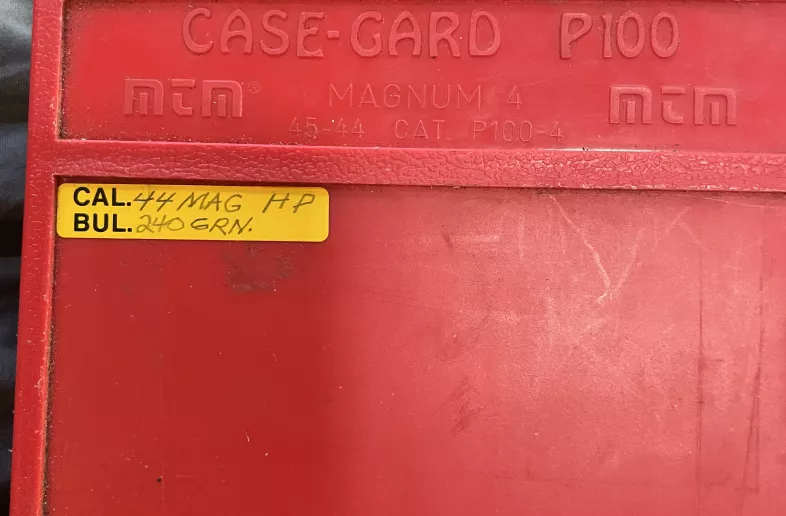 CASE-GARD P100
MTM® MAGNUM 4 MTM
45-44 CAT. P100-4
CAL. 44 MAG HP
BUL. 240 GRN.